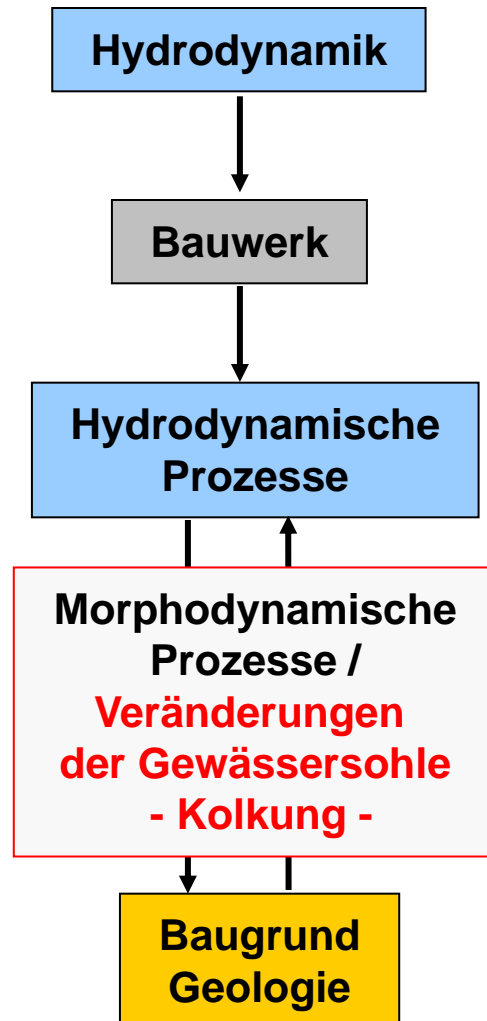 Hydrodynamik
Bauwerk
Hydrodynamische
Prozesse
Morphodynamische
Prozesse /
Veränderungen
der Gewässersohle
- Kolkung -
Baugrund
Geologie